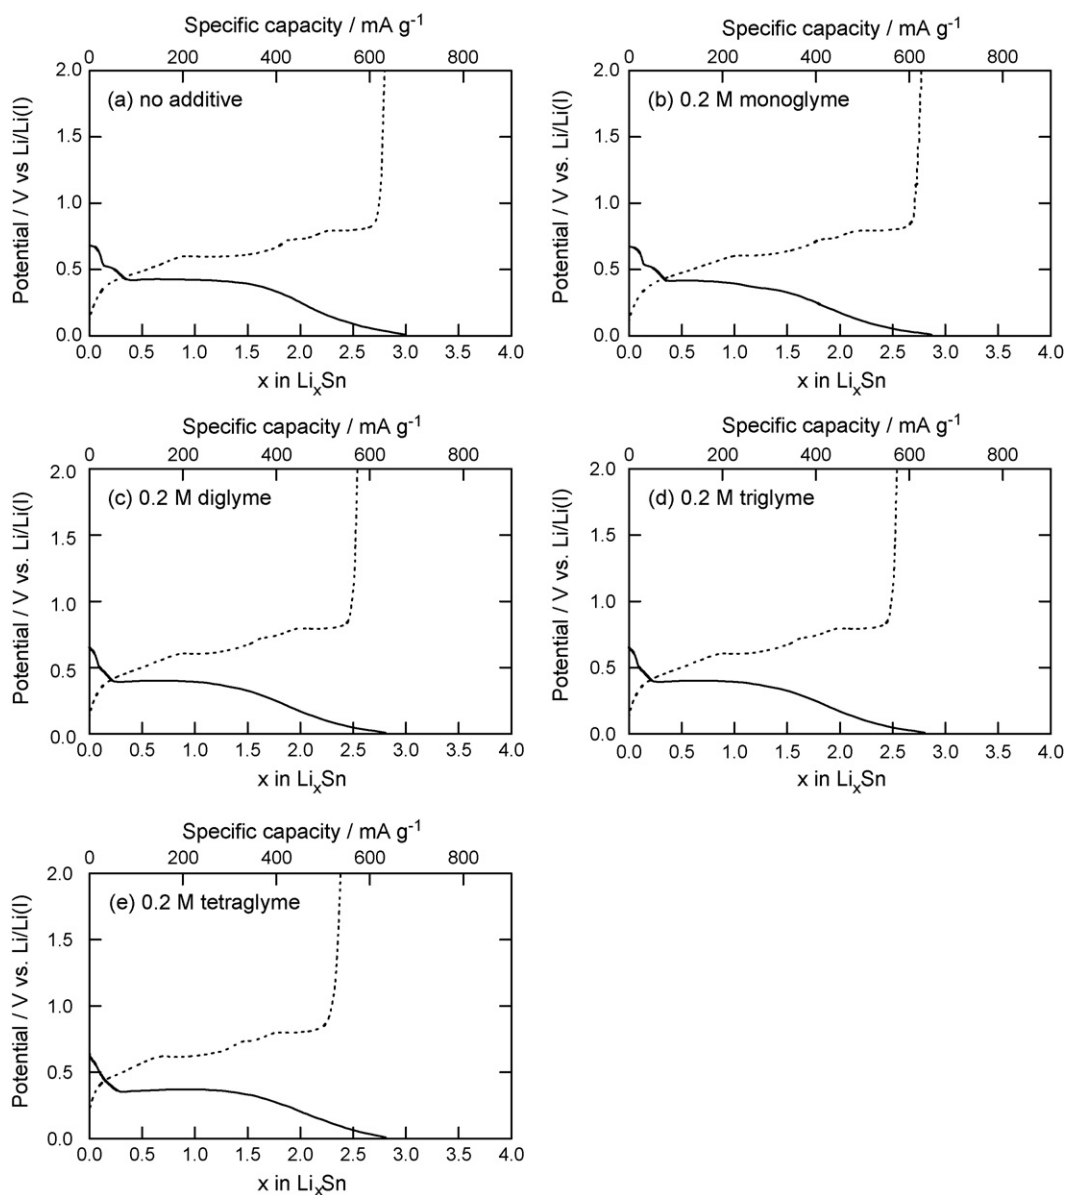 Specific capacity / mA g⁻¹
0 200 400 600 800
2.0
(a) no additive
1.5
1.0
0.5
0.0
Potential / V vs Li/Li(I)
0.0 0.5 1.0 1.5 2.0 2.5 3.0 3.5 4.0
x in LiₓSn
Specific capacity / mA g⁻¹
0 200 400 600 800
2.0
(b) 0.2 M monoglyme
1.5
1.0
0.5
0.0
Potential / V vs. Li/Li(I)
0.0 0.5 1.0 1.5 2.0 2.5 3.0 3.5 4.0
x in LiₓSn
Specific capacity / mA g⁻¹
0 200 400 600 800
2.0
(c) 0.2 M diglyme
1.5
1.0
0.5
0.0
Potential / V vs. Li/Li(I)
0.0 0.5 1.0 1.5 2.0 2.5 3.0 3.5 4.0
x in LiₓSn
Specific capacity / mA g⁻¹
0 200 400 600 800
2.0
(d) 0.2 M triglyme
1.5
1.0
0.5
0.0
Potential / V vs. Li/Li(I)
0.0 0.5 1.0 1.5 2.0 2.5 3.0 3.5 4.0
x in LiₓSn
Specific capacity / mA g⁻¹
0 200 400 600 800
2.0
(e) 0.2 M tetraglyme
1.5
1.0
0.5
0.0
Potential / V vs. Li/Li(I)
0.0 0.5 1.0 1.5 2.0 2.5 3.0 3.5 4.0
x in LiₓSn